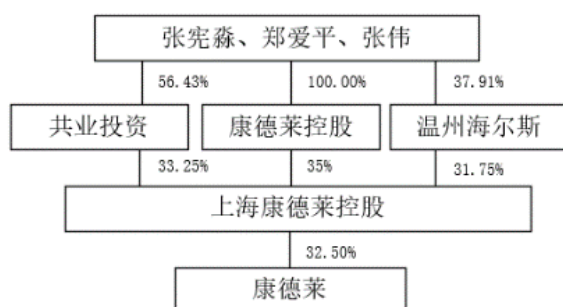 张宪淼、郑爱平、张伟
56.43% 100.00% 37.91%
共业投资 康德莱控股 温州海尔斯
33.25% 35% 31.75%
上海康德莱控股
32.50%
康德莱